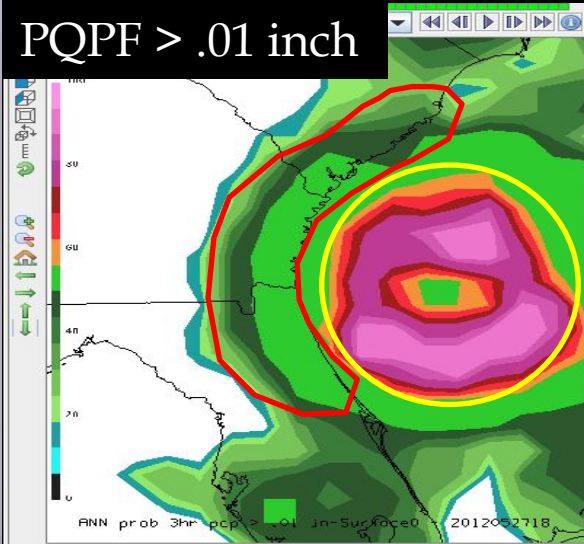 PQPF > .01 inch
80
60
40
20
0
ANN prob 3hr pcp > .01 in-Surface0 - 2012052718